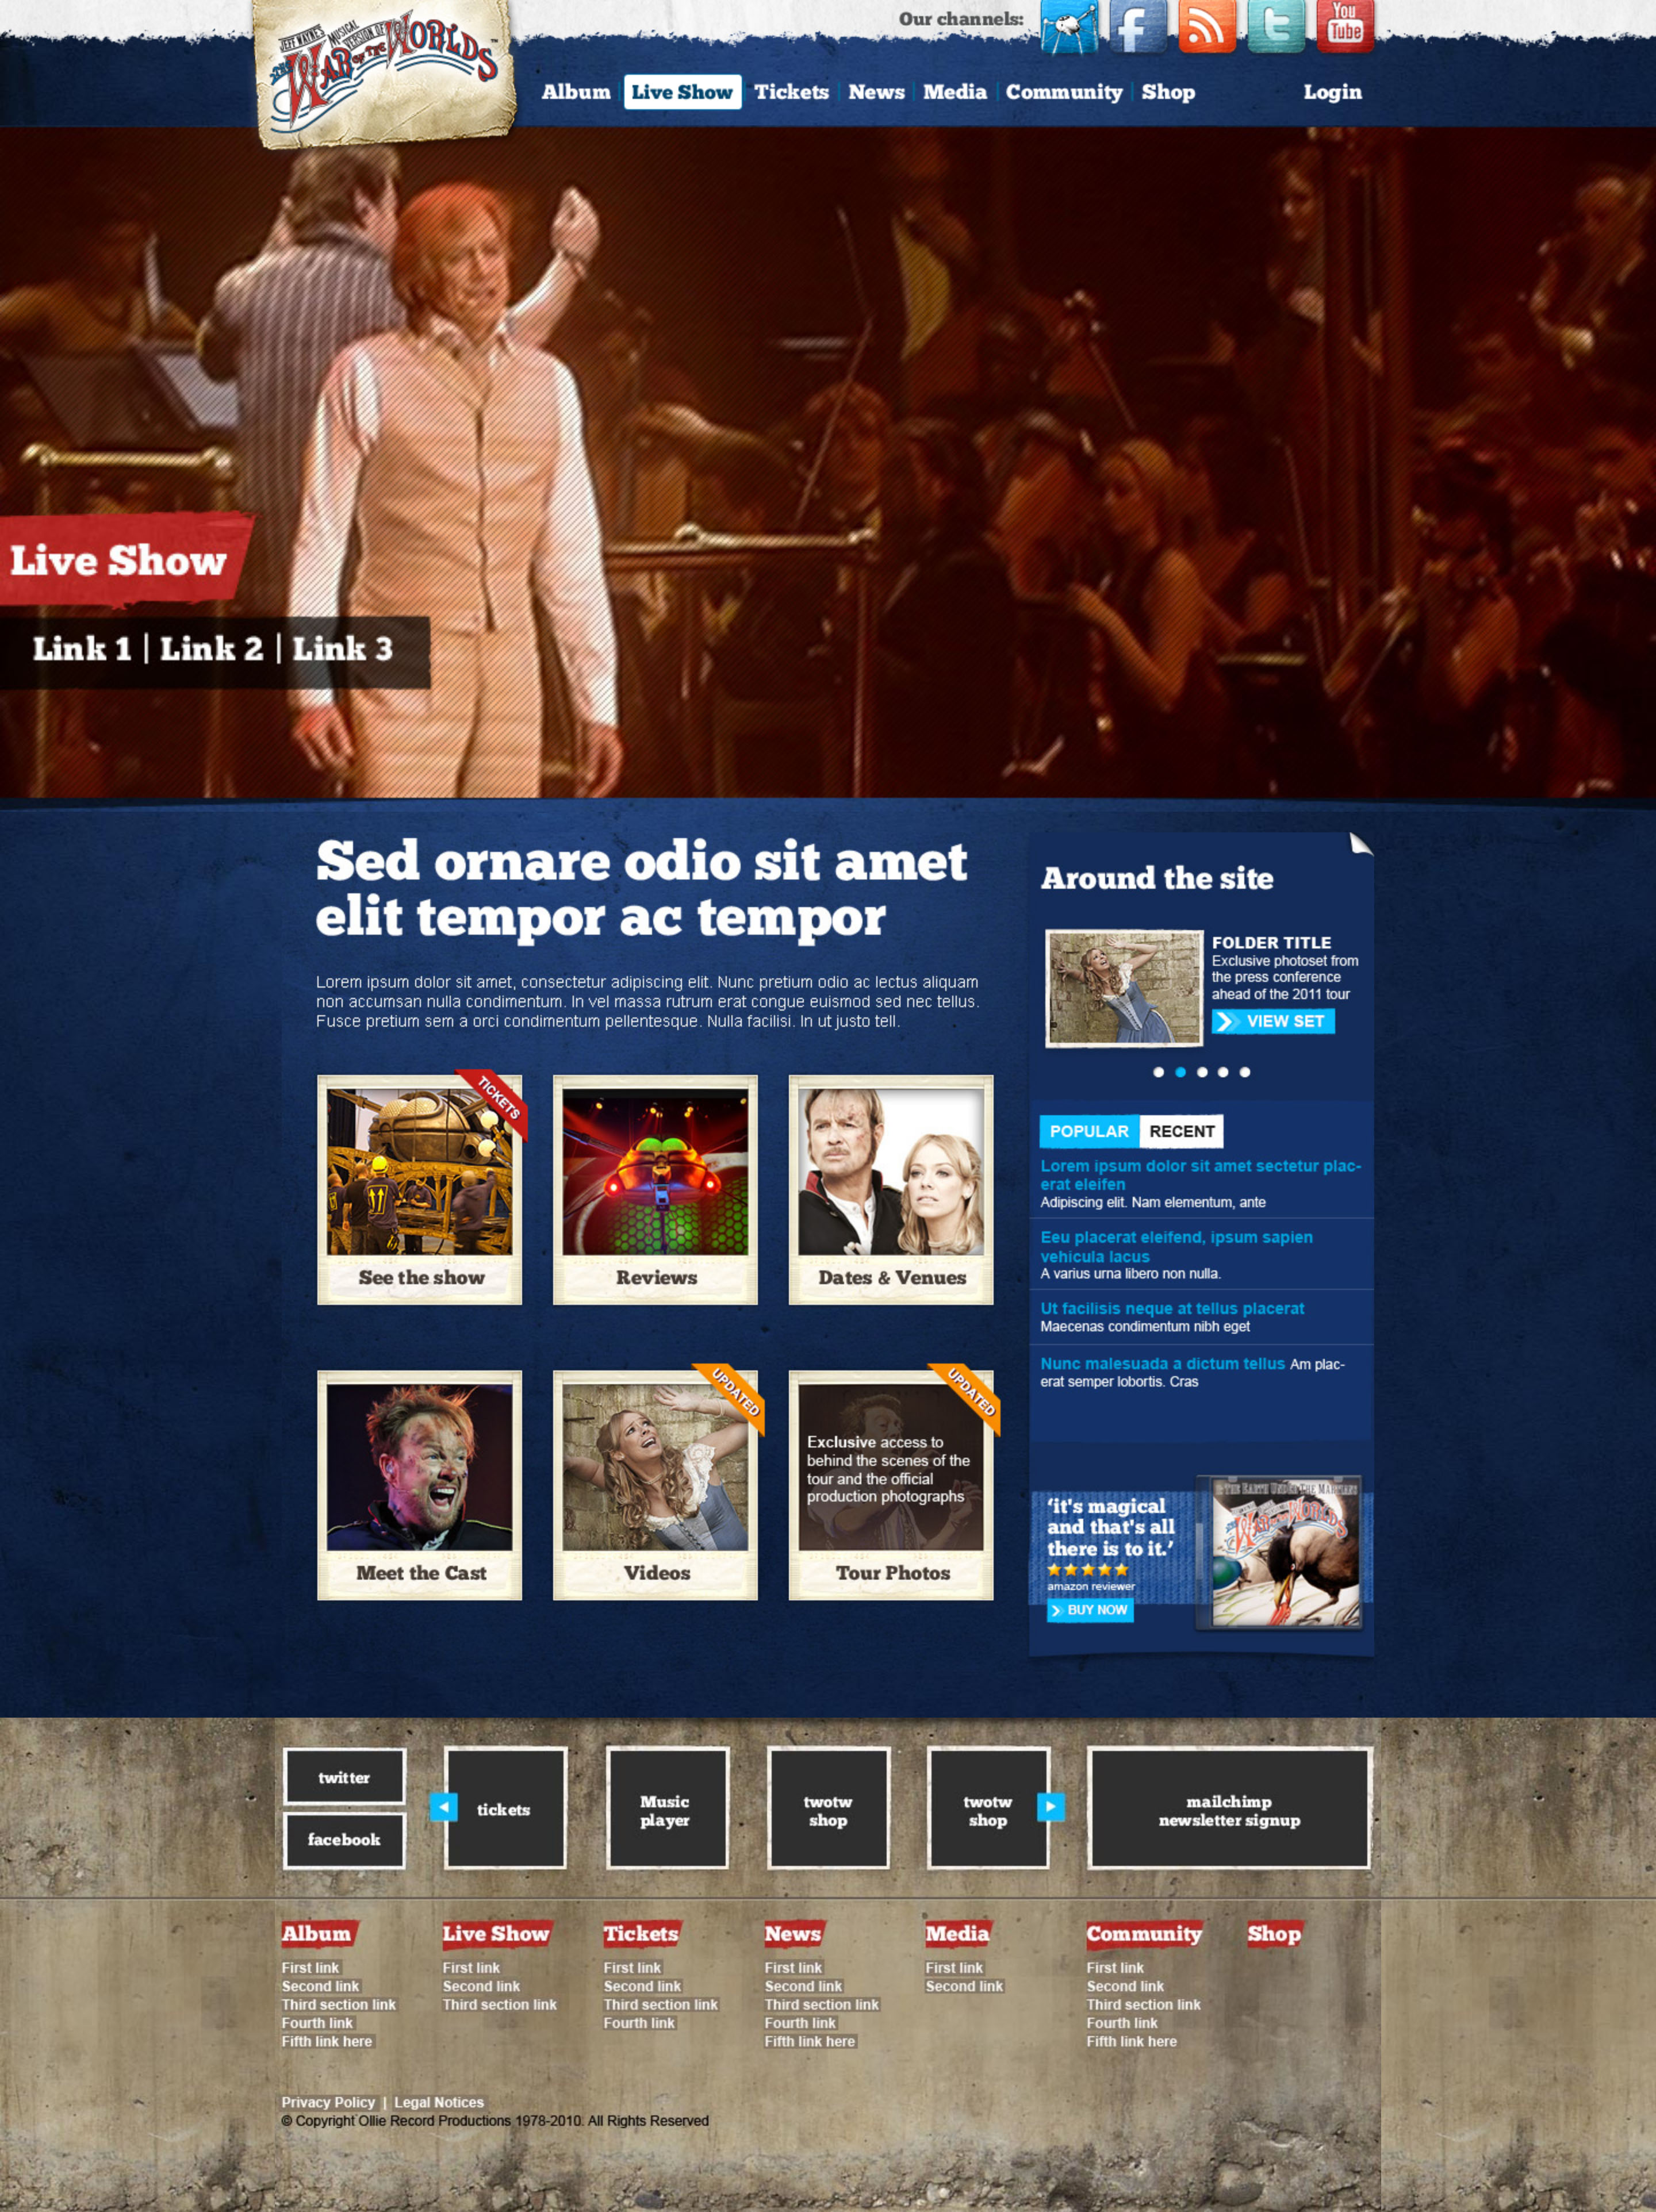 Our channels:
You
Tube
JEFF WAYNE'S MUSICAL VERSION OF
THE WAR OF THE WORLDS
Album
Live Show
Tickets
News
Media
Community
Shop
Login
Live Show
Link 1 | Link 2 | Link 3
Sed ornare odio sit amet
elit tempor ac tempor
Lorem ipsum dolor sit amet, consectetur adipiscing elit. Nunc pretium odio ac lectus aliquam
non accumsan nulla condimentum. In vel massa rutrum erat congue euismod sed nec tellus.
Fusce pretium sem a orci condimentum pellentesque. Nulla facilisi. In ut justo tell.
TICKETS
See the show
Reviews
Dates & Venues
Meet the Cast
UPDATED
Videos
UPDATED
Exclusive access to
behind the scenes of the
tour and the official
production photographs
Tour Photos
Around the site
FOLDER TITLE
Exclusive photoset from
the press conference
ahead of the 2011 tour
VIEW SET
POPULAR
RECENT
Lorem ipsum dolor sit amet sectetur plac-
erat eleifen
Adipiscing elit. Nam elementum, ante
Eeu placerat eleifend, ipsum sapien
vehicula lacus
A varius urna libero non nulla.
Ut facilisis neque at tellus placerat
Maecenas condimentum nibh eget
Nunc malesuada a dictum tellus Am plac-
erat semper lobortis. Cras
‘it's magical
and that's all
there is to it.’
amazon reviewer
BUY NOW
THE EARTH UNDER THE MARTIANS
WAR OF THE WORLDS
twitter
facebook
tickets
Music
player
twotw
shop
twotw
shop
mailchimp
newsletter signup
Album
First link
Second link
Third section link
Fourth link
Fifth link here
Live Show
First link
Second link
Third section link
Tickets
First link
Second link
Third section link
Fourth link
News
First link
Second link
Third section link
Fourth link
Fifth link here
Media
First link
Second link
Community
First link
Second link
Third section link
Fourth link
Fifth link here
Shop
Privacy Policy | Legal Notices
© Copyright Ollie Record Productions 1978-2010. All Rights Reserved